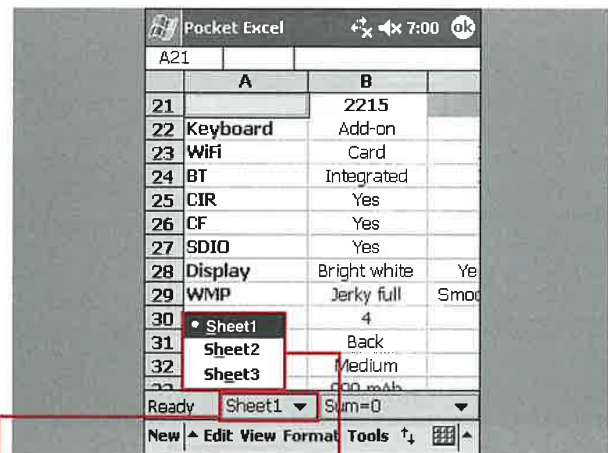 Pocket Excel 7:00 ok
A21
A B
21 2215
22 Keyboard Add-on
23 WiFi Card
24 BT Integrated
25 CIR Yes
26 CF Yes
27 SDIO Yes
28 Display Bright white Ye
29 WMP Jerky full Smoo
30 4
31 Back
32 Medium
Sheet1
Sheet2
Sheet3
Ready Sheet1 Sum=0
New Edit View Format Tools